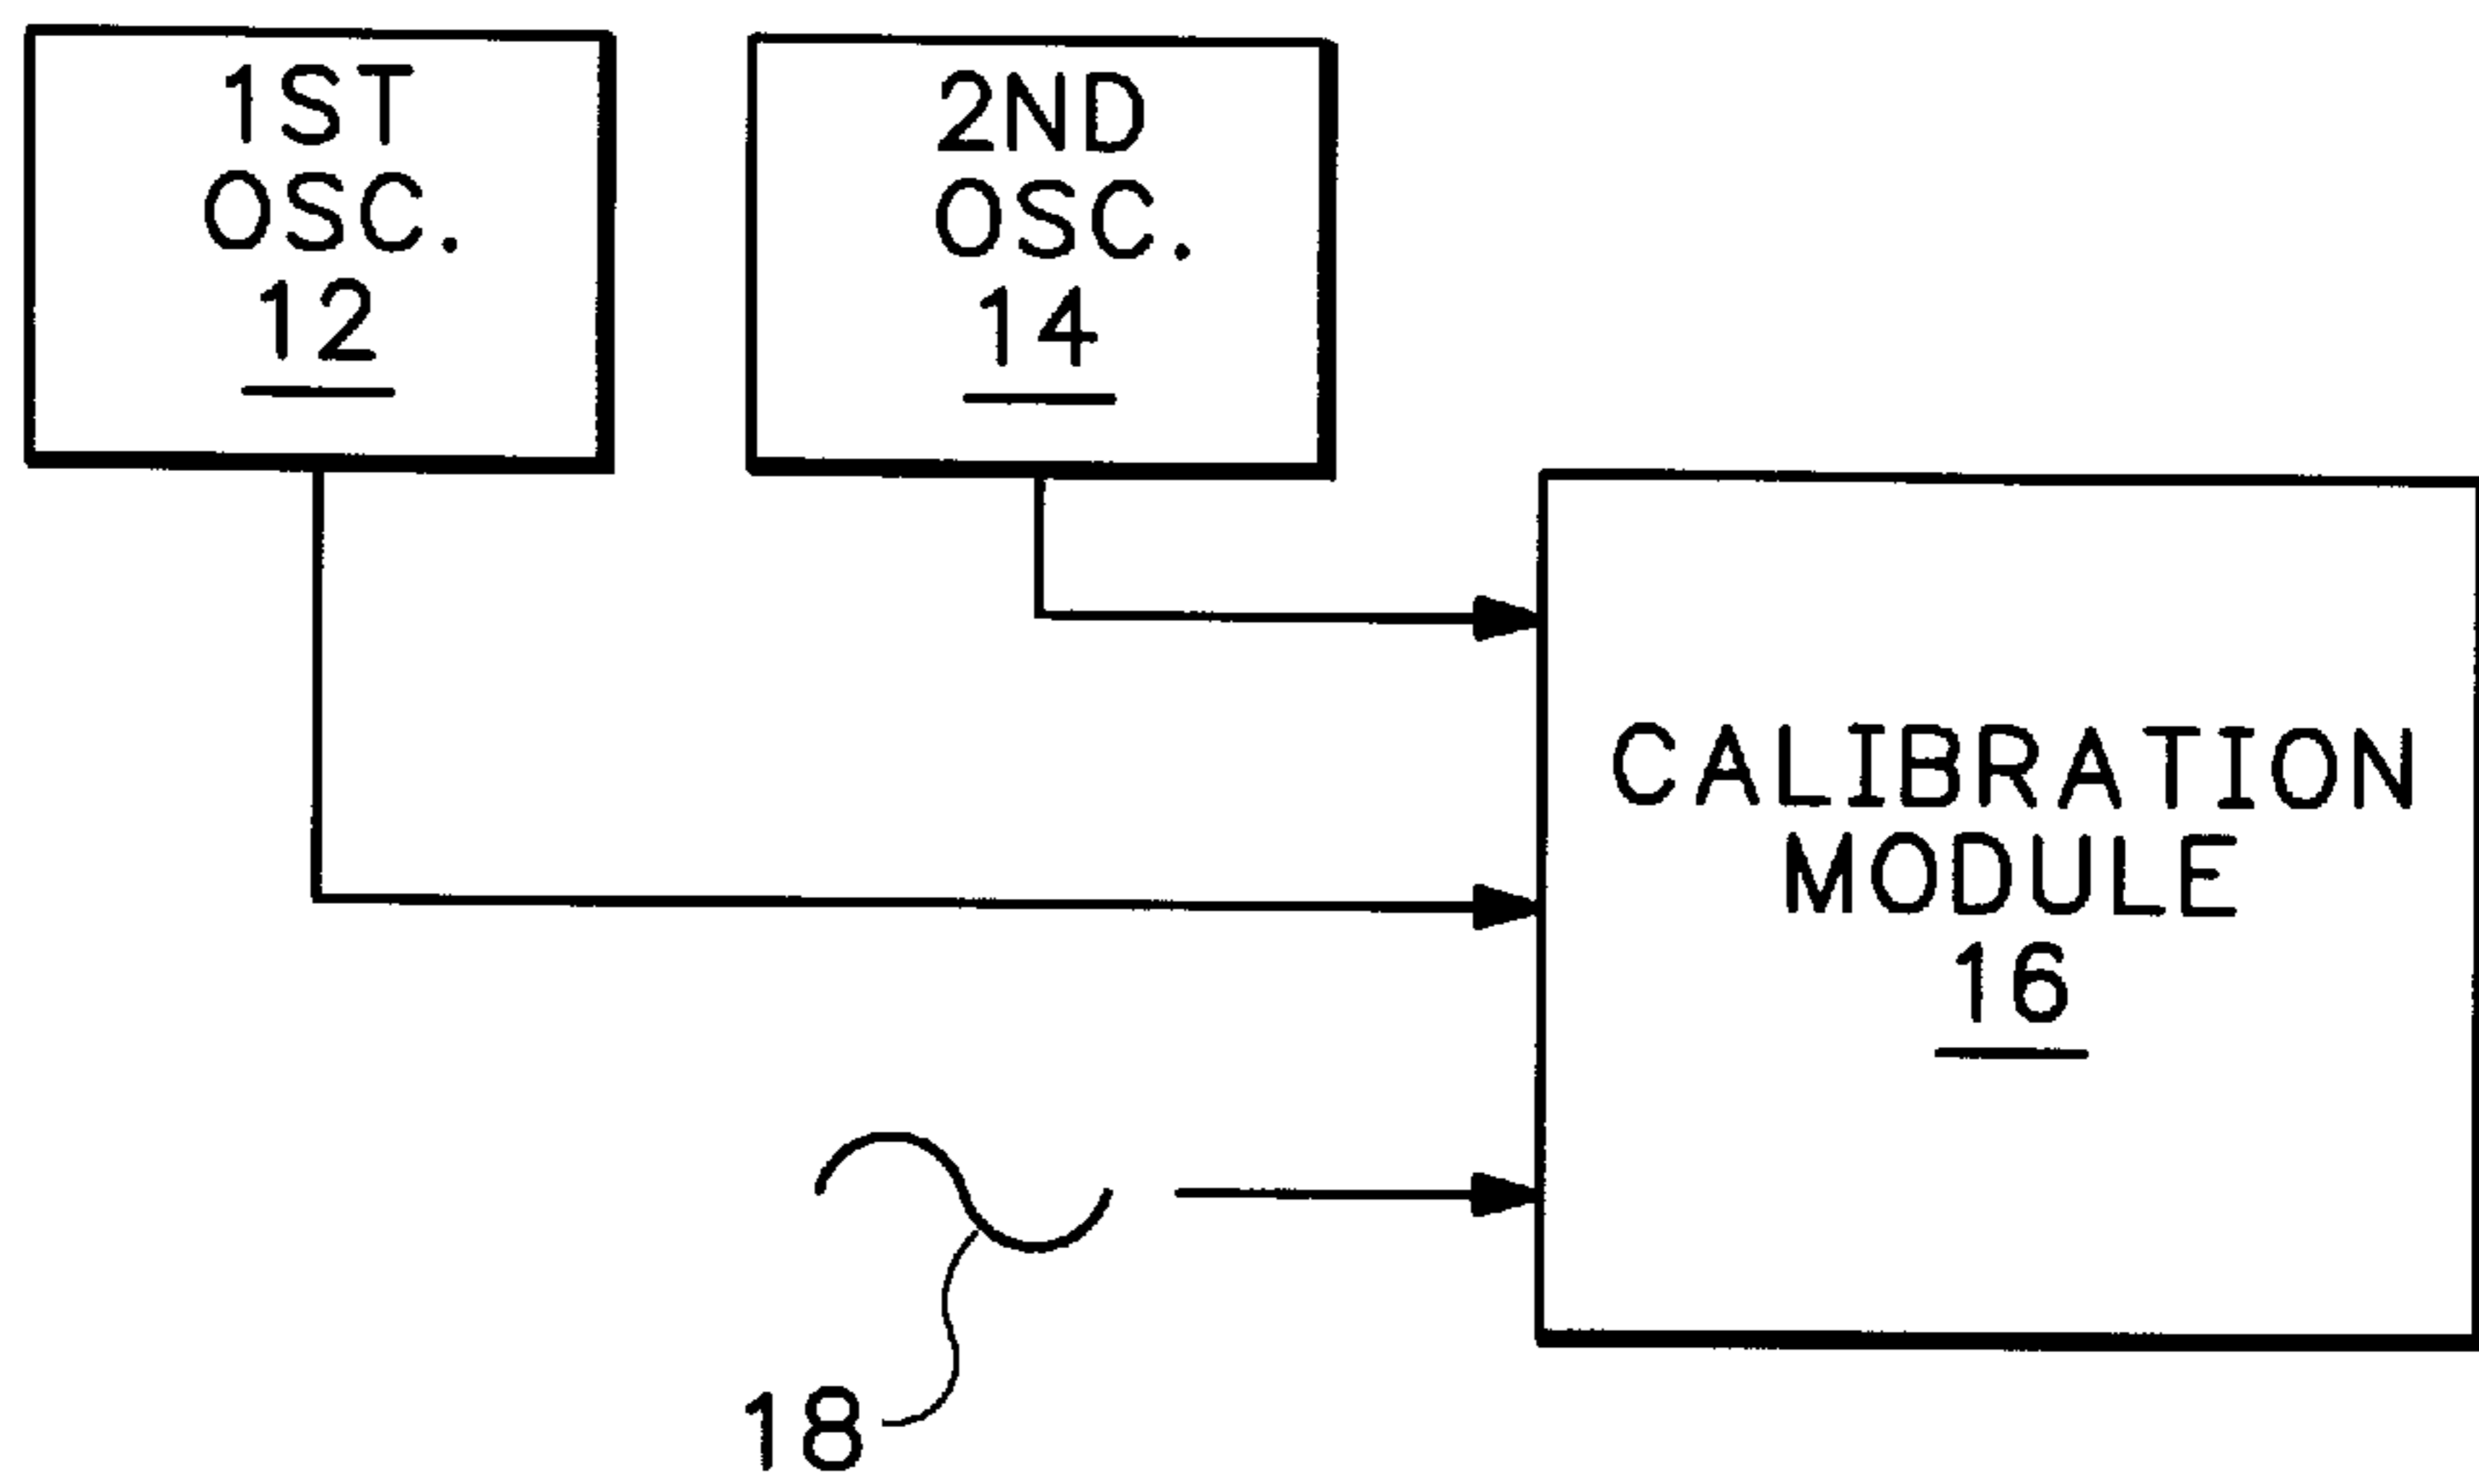 1ST
OSC.
12
2ND
OSC.
14
CALIBRATION
MODULE
16
18